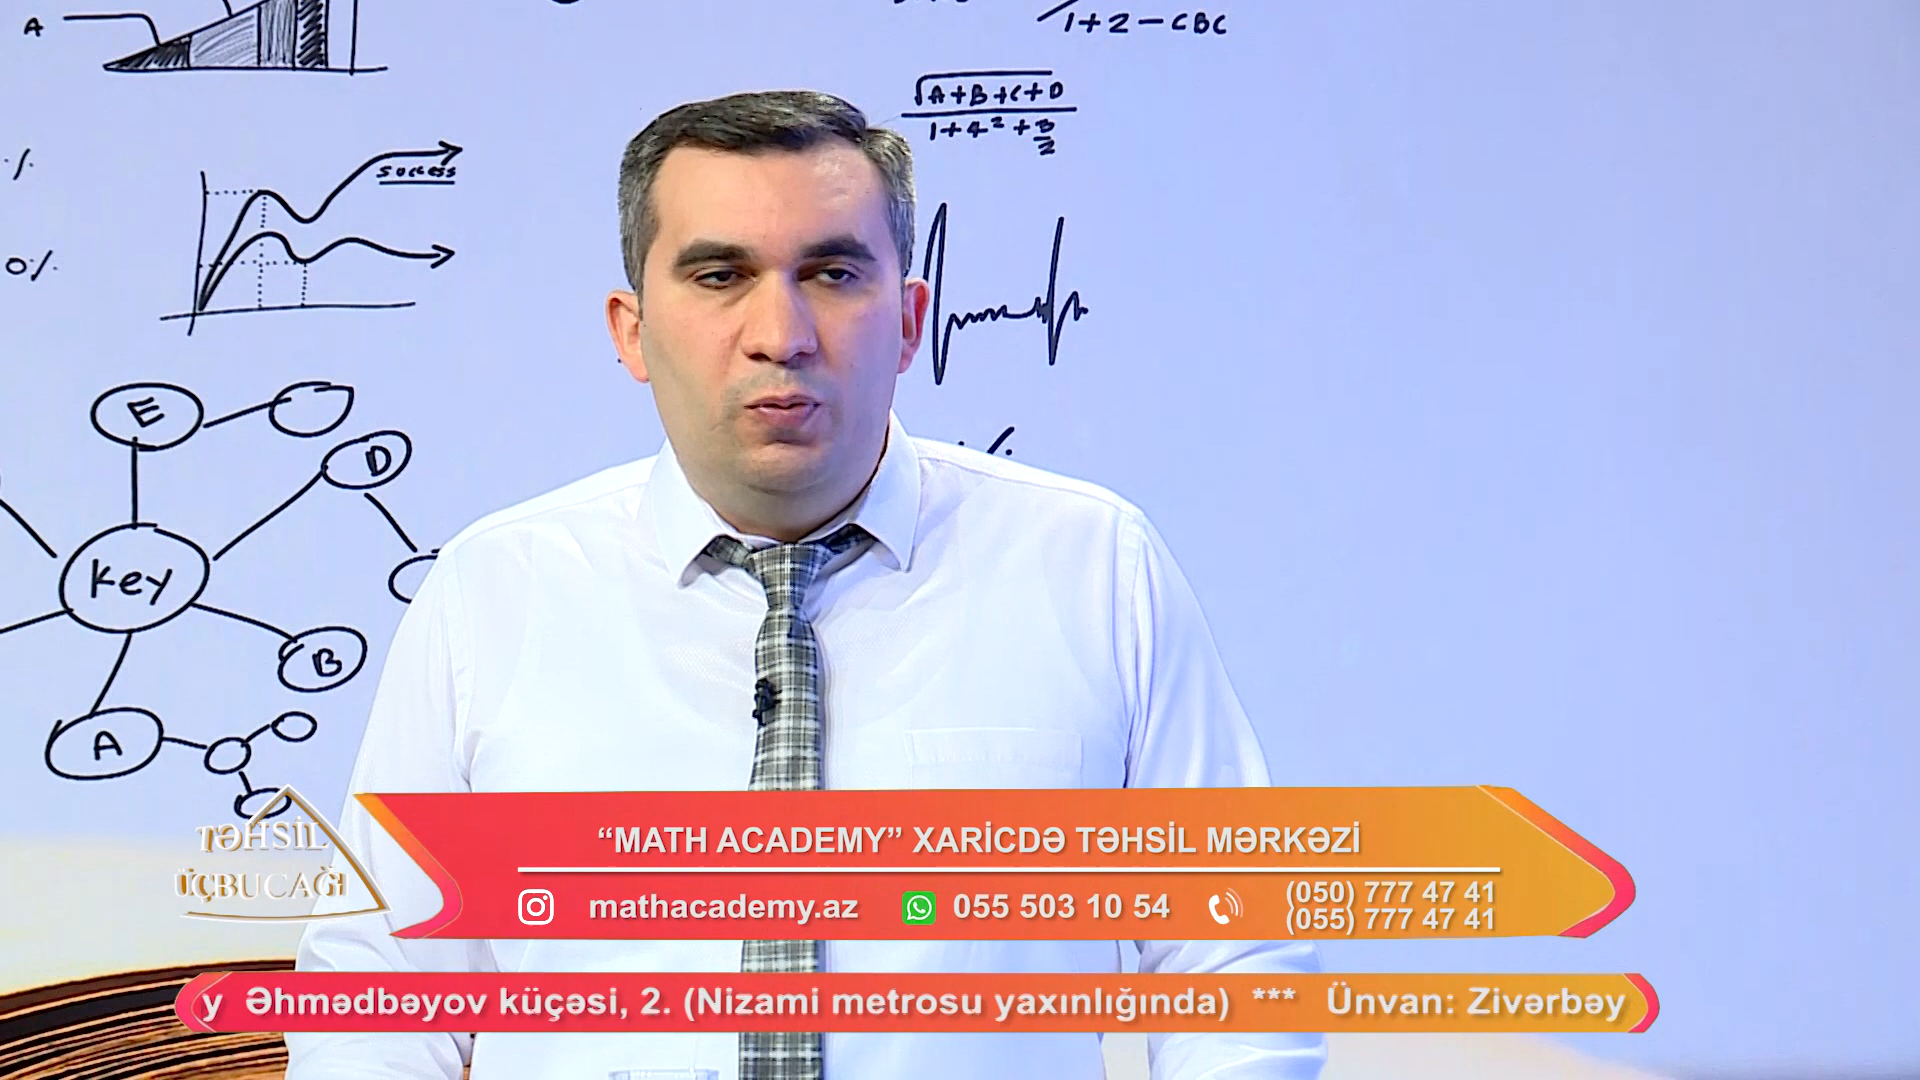 A
1+2-CBC
√A+B+C+D
1+4²+B/2
success
0%
E
D
Key
B
A
TƏHSİL
ÜÇBUCAĞI
“MATH ACADEMY” XARİCDƏ TƏHSİL MƏRKƏZİ
mathacademy.az
055 503 10 54
(050) 777 47 41
(055) 777 47 41
y Əhmədbəyov küçəsi, 2. (Nizami metrosu yaxınlığında) *** Ünvan: Zivərbəy